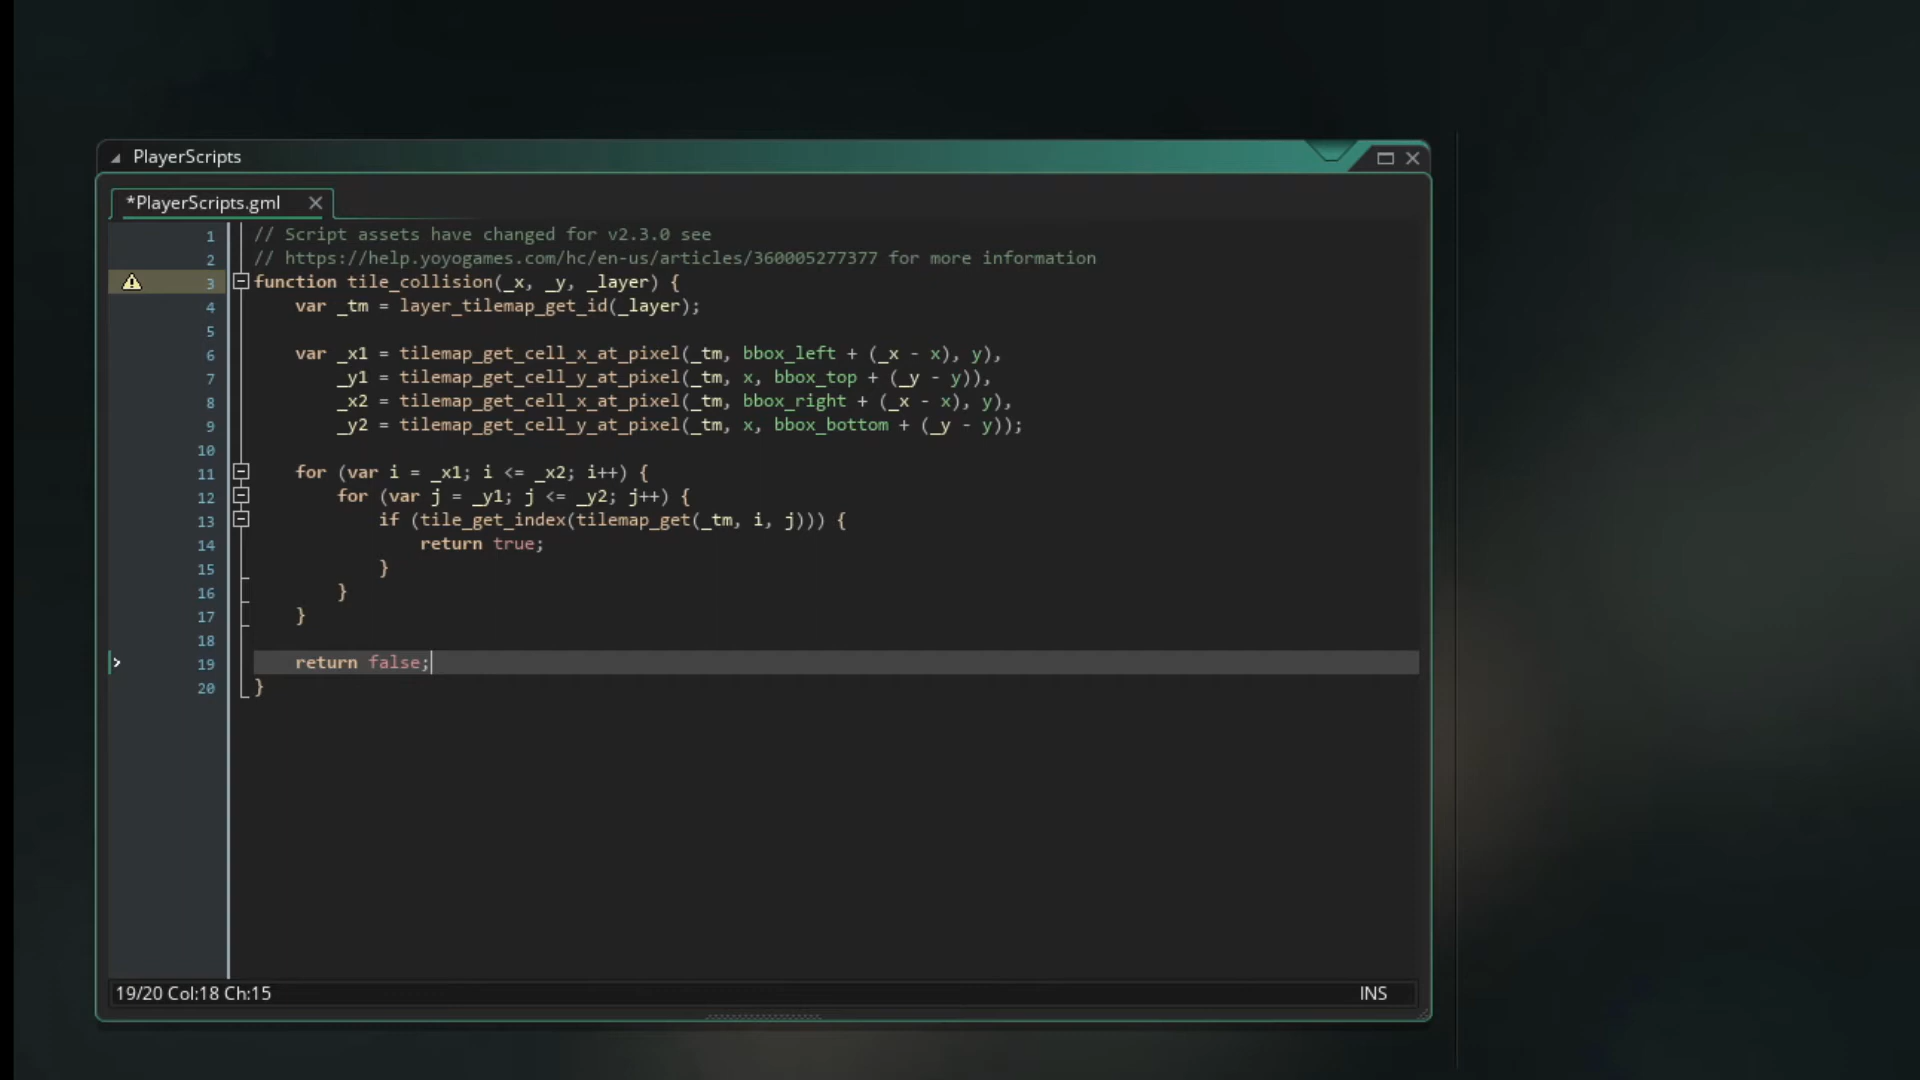 PlayerScripts
*PlayerScripts.gml
1 // Script assets have changed for v2.3.0 see
2 // https://help.yoyogames.com/hc/en-us/articles/360005277377 for more information
3 function tile_collision(_x, _y, _layer) {
4     var _tm = layer_tilemap_get_id(_layer);
5
6     var _x1 = tilemap_get_cell_x_at_pixel(_tm, bbox_left + (_x - x), y),
7         _y1 = tilemap_get_cell_y_at_pixel(_tm, x, bbox_top + (_y - y)),
8         _x2 = tilemap_get_cell_x_at_pixel(_tm, bbox_right + (_x - x), y),
9         _y2 = tilemap_get_cell_y_at_pixel(_tm, x, bbox_bottom + (_y - y));
10
11     for (var i = _x1; i <= _x2; i++) {
12         for (var j = _y1; j <= _y2; j++) {
13             if (tile_get_index(tilemap_get(_tm, i, j))) {
14                 return true;
15             }
16         }
17     }
18
19     return false;
20 }
19/20 Col:18 Ch:15 INS